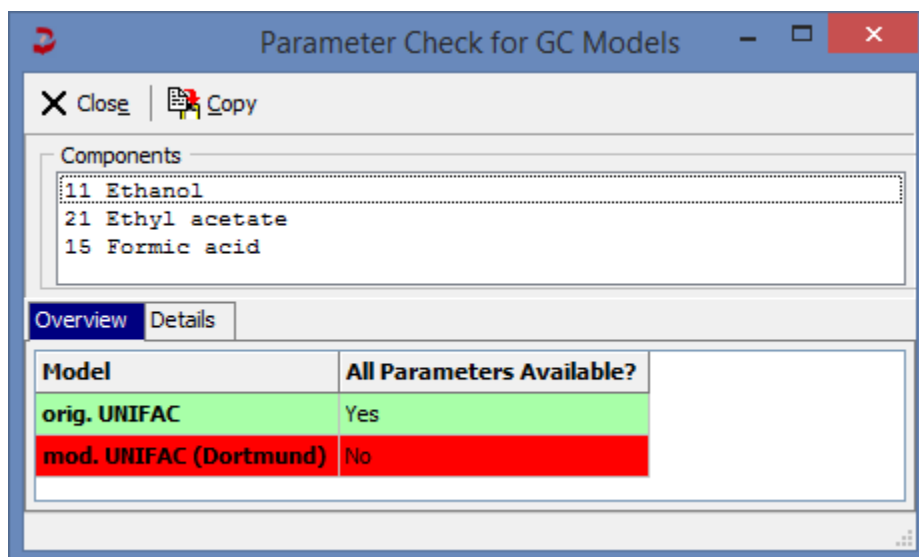 Parameter Check for GC Models
Close Copy
Components
11 Ethanol
21 Ethyl acetate
15 Formic acid
Overview Details
Model All Parameters Available?
orig. UNIFAC Yes
mod. UNIFAC (Dortmund) No